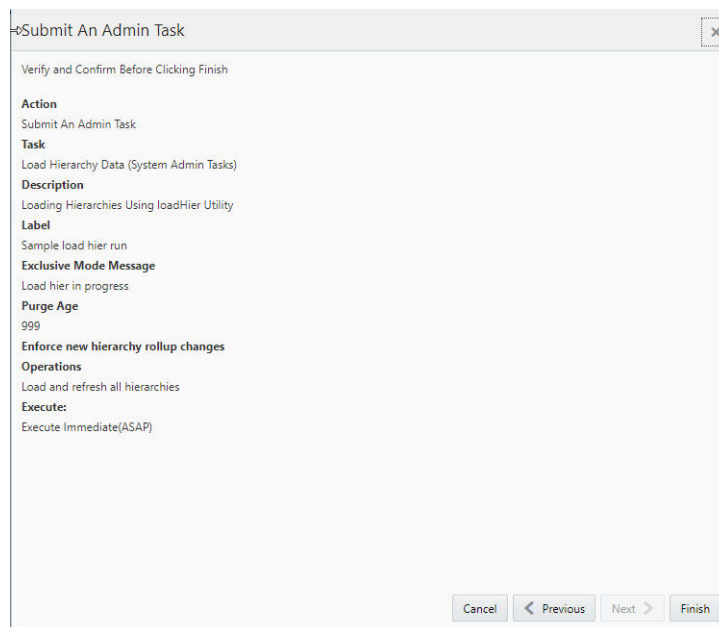 Submit An Admin Task
Verify and Confirm Before Clicking Finish
Action
Submit An Admin Task
Task
Load Hierarchy Data (System Admin Tasks)
Description
Loading Hierarchies Using loadHier Utility
Label
Sample load hier run
Exclusive Mode Message
Load hier in progress
Purge Age
999
Enforce new hierarchy rollup changes
Operations
Load and refresh all hierarchies
Execute:
Execute Immediate(ASAP)
Cancel Previous Next Finish